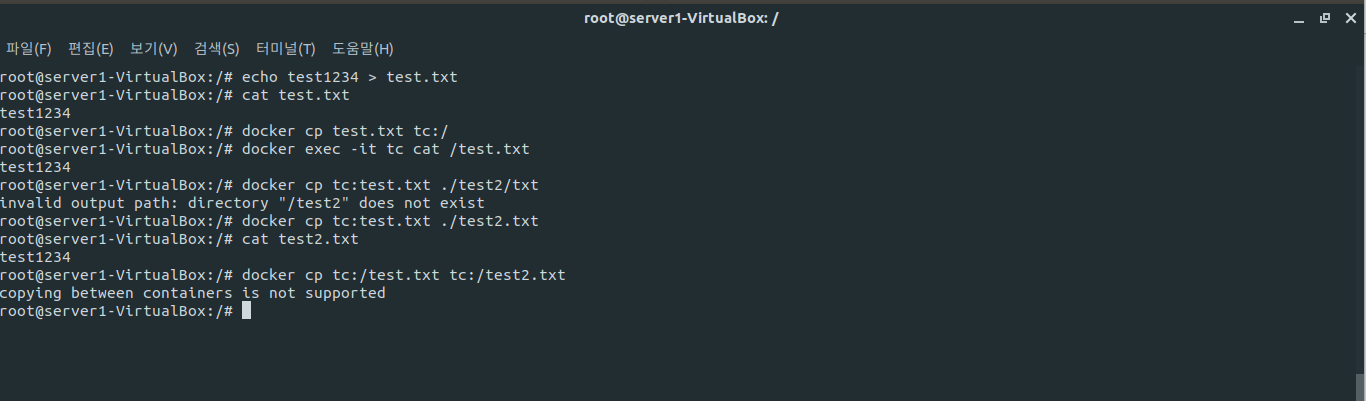 root@server1-VirtualBox: /
파일(F) 편집(E) 보기(V) 검색(S) 터미널(T) 도움말(H)
root@server1-VirtualBox:/# echo test1234 > test.txt
root@server1-VirtualBox:/# cat test.txt
test1234
root@server1-VirtualBox:/# docker cp test.txt tc:/
root@server1-VirtualBox:/# docker exec -it tc cat /test.txt
test1234
root@server1-VirtualBox:/# docker cp tc:test.txt ./test2/txt
invalid output path: directory "/test2" does not exist
root@server1-VirtualBox:/# docker cp tc:test.txt ./test2.txt
root@server1-VirtualBox:/# cat test2.txt
test1234
root@server1-VirtualBox:/# docker cp tc:/test.txt tc:/test2.txt
copying between containers is not supported
root@server1-VirtualBox:/#